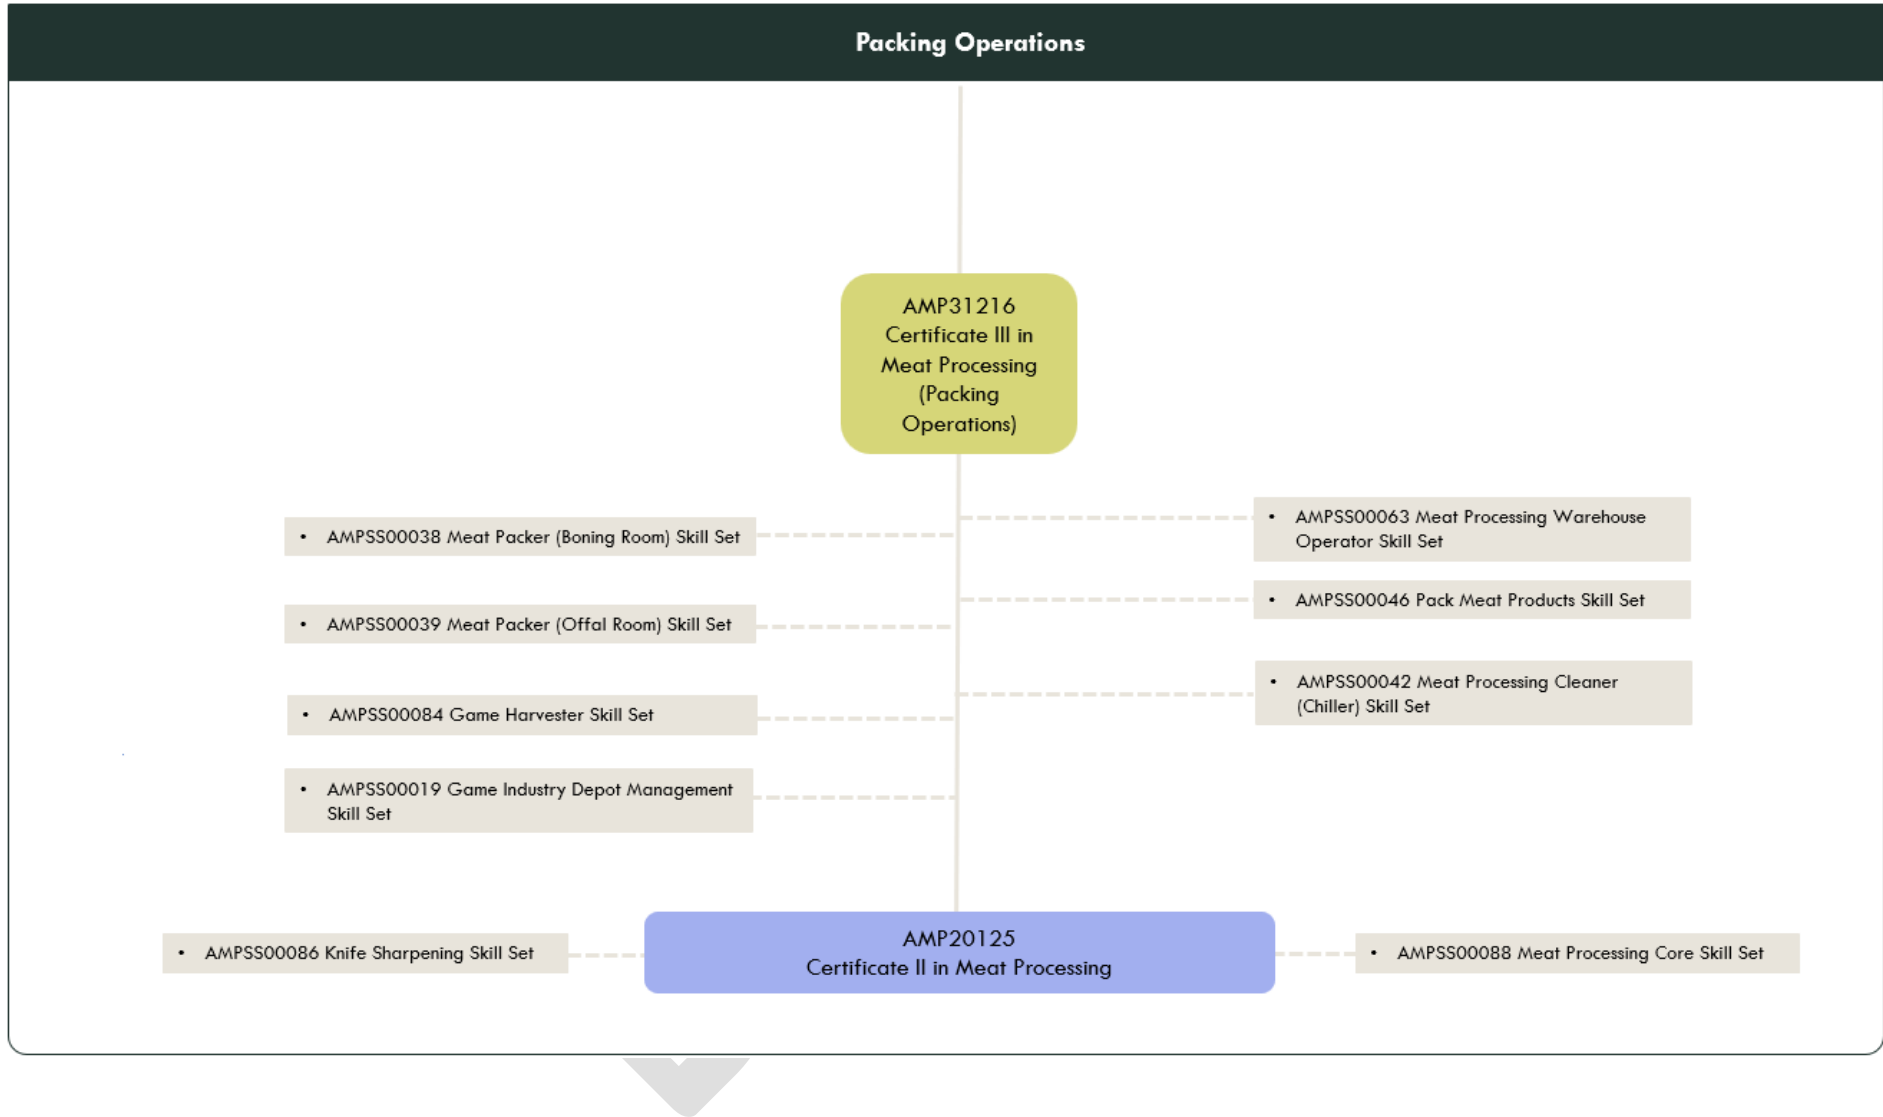 Packing Operations
AMP31216
Certificate III in
Meat Processing
(Packing
Operations)
• AMPSS00038 Meat Packer (Boning Room) Skill Set
• AMPSS00039 Meat Packer (Offal Room) Skill Set
• AMPSS00084 Game Harvester Skill Set
• AMPSS00019 Game Industry Depot Management
Skill Set
• AMPSS00063 Meat Processing Warehouse
Operator Skill Set
• AMPSS00046 Pack Meat Products Skill Set
• AMPSS00042 Meat Processing Cleaner
(Chiller) Skill Set
• AMPSS00086 Knife Sharpening Skill Set
AMP20125
Certificate II in Meat Processing
• AMPSS00088 Meat Processing Core Skill Set